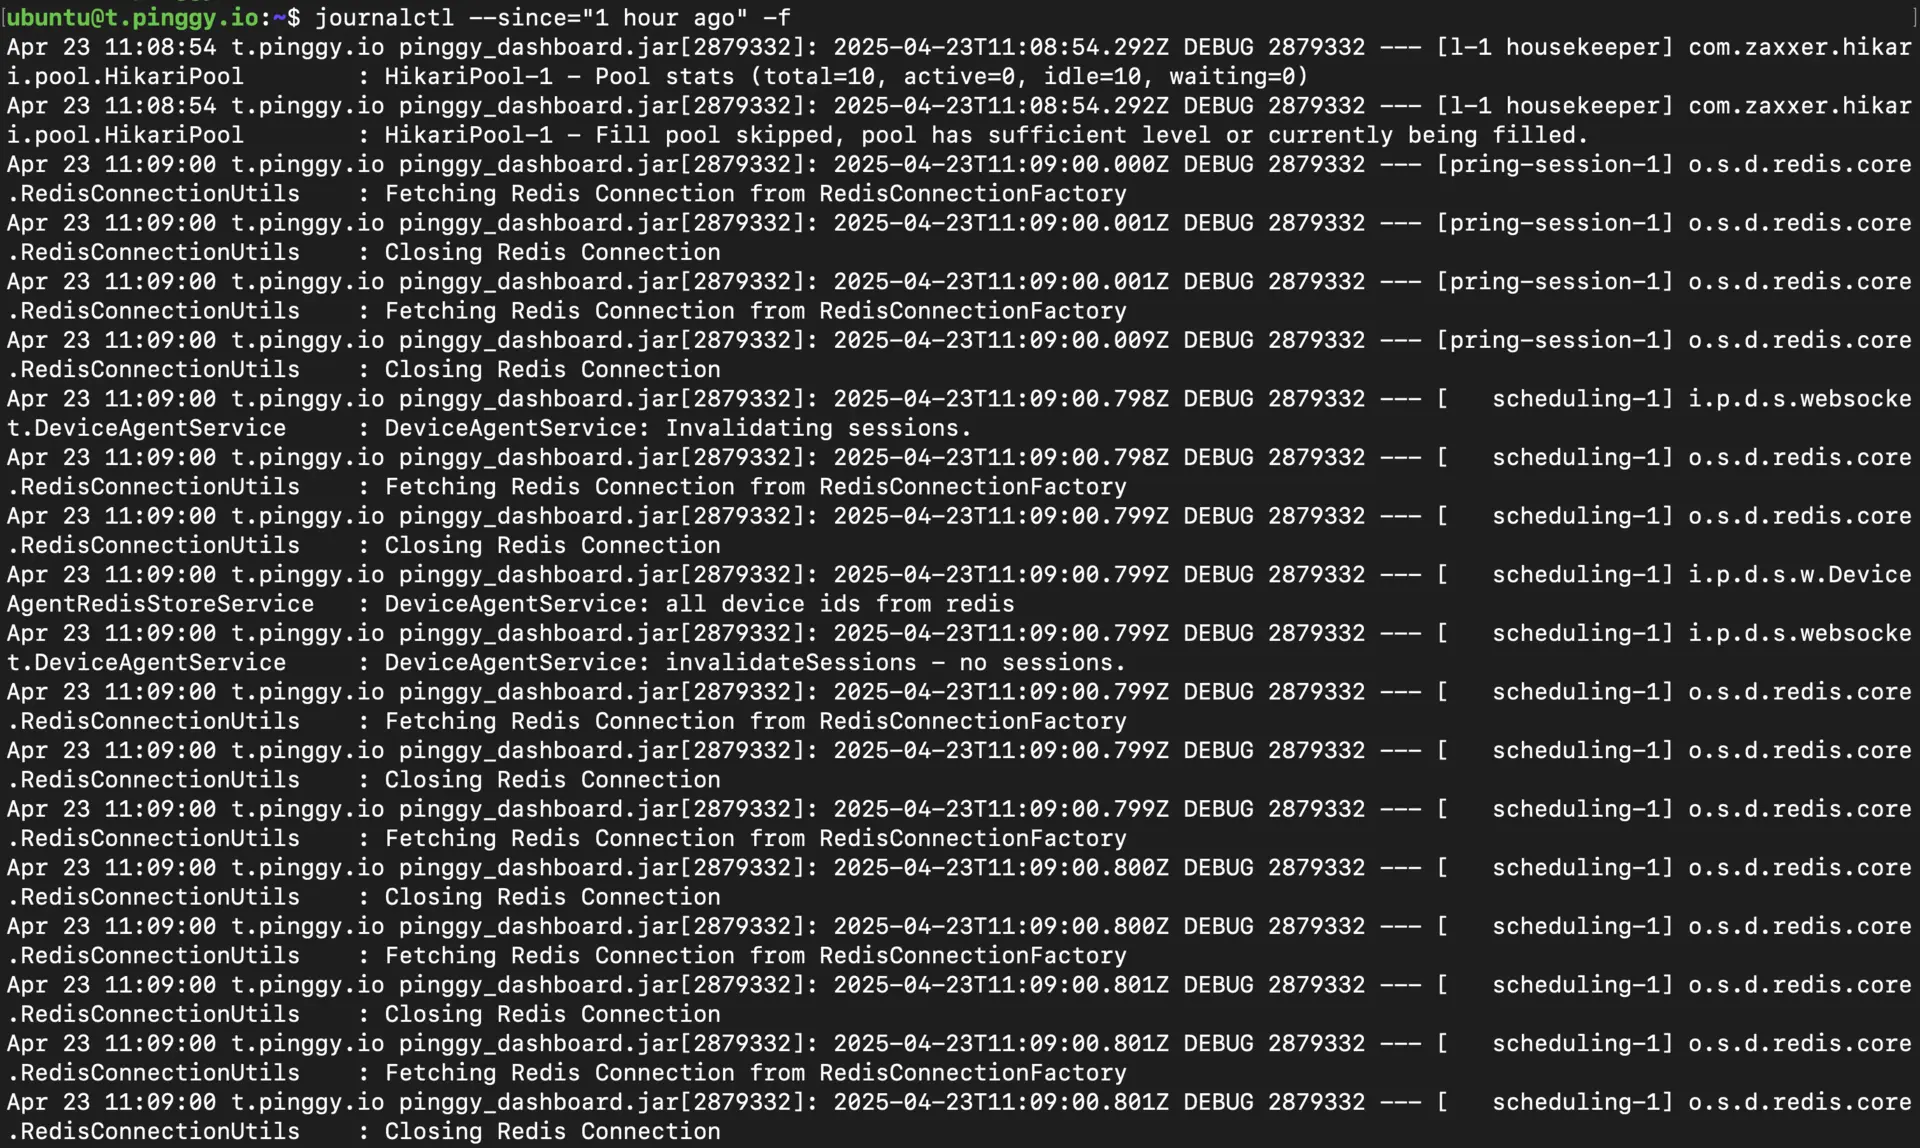 [ubuntu@t.pinggy.io:~$ journalctl --since="1 hour ago" -f ]
Apr 23 11:08:54 t.pinggy.io pinggy_dashboard.jar[2879332]: 2025-04-23T11:08:54.292Z DEBUG 2879332 --- [l-1 housekeeper] com.zaxxer.hikar
i.pool.HikariPool        : HikariPool-1 - Pool stats (total=10, active=0, idle=10, waiting=0)
Apr 23 11:08:54 t.pinggy.io pinggy_dashboard.jar[2879332]: 2025-04-23T11:08:54.292Z DEBUG 2879332 --- [l-1 housekeeper] com.zaxxer.hikar
i.pool.HikariPool        : HikariPool-1 - Fill pool skipped, pool has sufficient level or currently being filled.
Apr 23 11:09:00 t.pinggy.io pinggy_dashboard.jar[2879332]: 2025-04-23T11:09:00.000Z DEBUG 2879332 --- [pring-session-1] o.s.d.redis.core
.RedisConnectionUtils    : Fetching Redis Connection from RedisConnectionFactory
Apr 23 11:09:00 t.pinggy.io pinggy_dashboard.jar[2879332]: 2025-04-23T11:09:00.001Z DEBUG 2879332 --- [pring-session-1] o.s.d.redis.core
.RedisConnectionUtils    : Closing Redis Connection
Apr 23 11:09:00 t.pinggy.io pinggy_dashboard.jar[2879332]: 2025-04-23T11:09:00.001Z DEBUG 2879332 --- [pring-session-1] o.s.d.redis.core
.RedisConnectionUtils    : Fetching Redis Connection from RedisConnectionFactory
Apr 23 11:09:00 t.pinggy.io pinggy_dashboard.jar[2879332]: 2025-04-23T11:09:00.009Z DEBUG 2879332 --- [pring-session-1] o.s.d.redis.core
.RedisConnectionUtils    : Closing Redis Connection
Apr 23 11:09:00 t.pinggy.io pinggy_dashboard.jar[2879332]: 2025-04-23T11:09:00.798Z DEBUG 2879332 --- [   scheduling-1] i.p.d.s.websocke
t.DeviceAgentService     : DeviceAgentService: Invalidating sessions.
Apr 23 11:09:00 t.pinggy.io pinggy_dashboard.jar[2879332]: 2025-04-23T11:09:00.798Z DEBUG 2879332 --- [   scheduling-1] o.s.d.redis.core
.RedisConnectionUtils    : Fetching Redis Connection from RedisConnectionFactory
Apr 23 11:09:00 t.pinggy.io pinggy_dashboard.jar[2879332]: 2025-04-23T11:09:00.799Z DEBUG 2879332 --- [   scheduling-1] o.s.d.redis.core
.RedisConnectionUtils    : Closing Redis Connection
Apr 23 11:09:00 t.pinggy.io pinggy_dashboard.jar[2879332]: 2025-04-23T11:09:00.799Z DEBUG 2879332 --- [   scheduling-1] i.p.d.s.w.Device
AgentRedisStoreService   : DeviceAgentService: all device ids from redis
Apr 23 11:09:00 t.pinggy.io pinggy_dashboard.jar[2879332]: 2025-04-23T11:09:00.799Z DEBUG 2879332 --- [   scheduling-1] i.p.d.s.websocke
t.DeviceAgentService     : DeviceAgentService: invalidateSessions - no sessions.
Apr 23 11:09:00 t.pinggy.io pinggy_dashboard.jar[2879332]: 2025-04-23T11:09:00.799Z DEBUG 2879332 --- [   scheduling-1] o.s.d.redis.core
.RedisConnectionUtils    : Fetching Redis Connection from RedisConnectionFactory
Apr 23 11:09:00 t.pinggy.io pinggy_dashboard.jar[2879332]: 2025-04-23T11:09:00.799Z DEBUG 2879332 --- [   scheduling-1] o.s.d.redis.core
.RedisConnectionUtils    : Closing Redis Connection
Apr 23 11:09:00 t.pinggy.io pinggy_dashboard.jar[2879332]: 2025-04-23T11:09:00.799Z DEBUG 2879332 --- [   scheduling-1] o.s.d.redis.core
.RedisConnectionUtils    : Fetching Redis Connection from RedisConnectionFactory
Apr 23 11:09:00 t.pinggy.io pinggy_dashboard.jar[2879332]: 2025-04-23T11:09:00.800Z DEBUG 2879332 --- [   scheduling-1] o.s.d.redis.core
.RedisConnectionUtils    : Closing Redis Connection
Apr 23 11:09:00 t.pinggy.io pinggy_dashboard.jar[2879332]: 2025-04-23T11:09:00.800Z DEBUG 2879332 --- [   scheduling-1] o.s.d.redis.core
.RedisConnectionUtils    : Fetching Redis Connection from RedisConnectionFactory
Apr 23 11:09:00 t.pinggy.io pinggy_dashboard.jar[2879332]: 2025-04-23T11:09:00.801Z DEBUG 2879332 --- [   scheduling-1] o.s.d.redis.core
.RedisConnectionUtils    : Closing Redis Connection
Apr 23 11:09:00 t.pinggy.io pinggy_dashboard.jar[2879332]: 2025-04-23T11:09:00.801Z DEBUG 2879332 --- [   scheduling-1] o.s.d.redis.core
.RedisConnectionUtils    : Fetching Redis Connection from RedisConnectionFactory
Apr 23 11:09:00 t.pinggy.io pinggy_dashboard.jar[2879332]: 2025-04-23T11:09:00.801Z DEBUG 2879332 --- [   scheduling-1] o.s.d.redis.core
.RedisConnectionUtils    : Closing Redis Connection